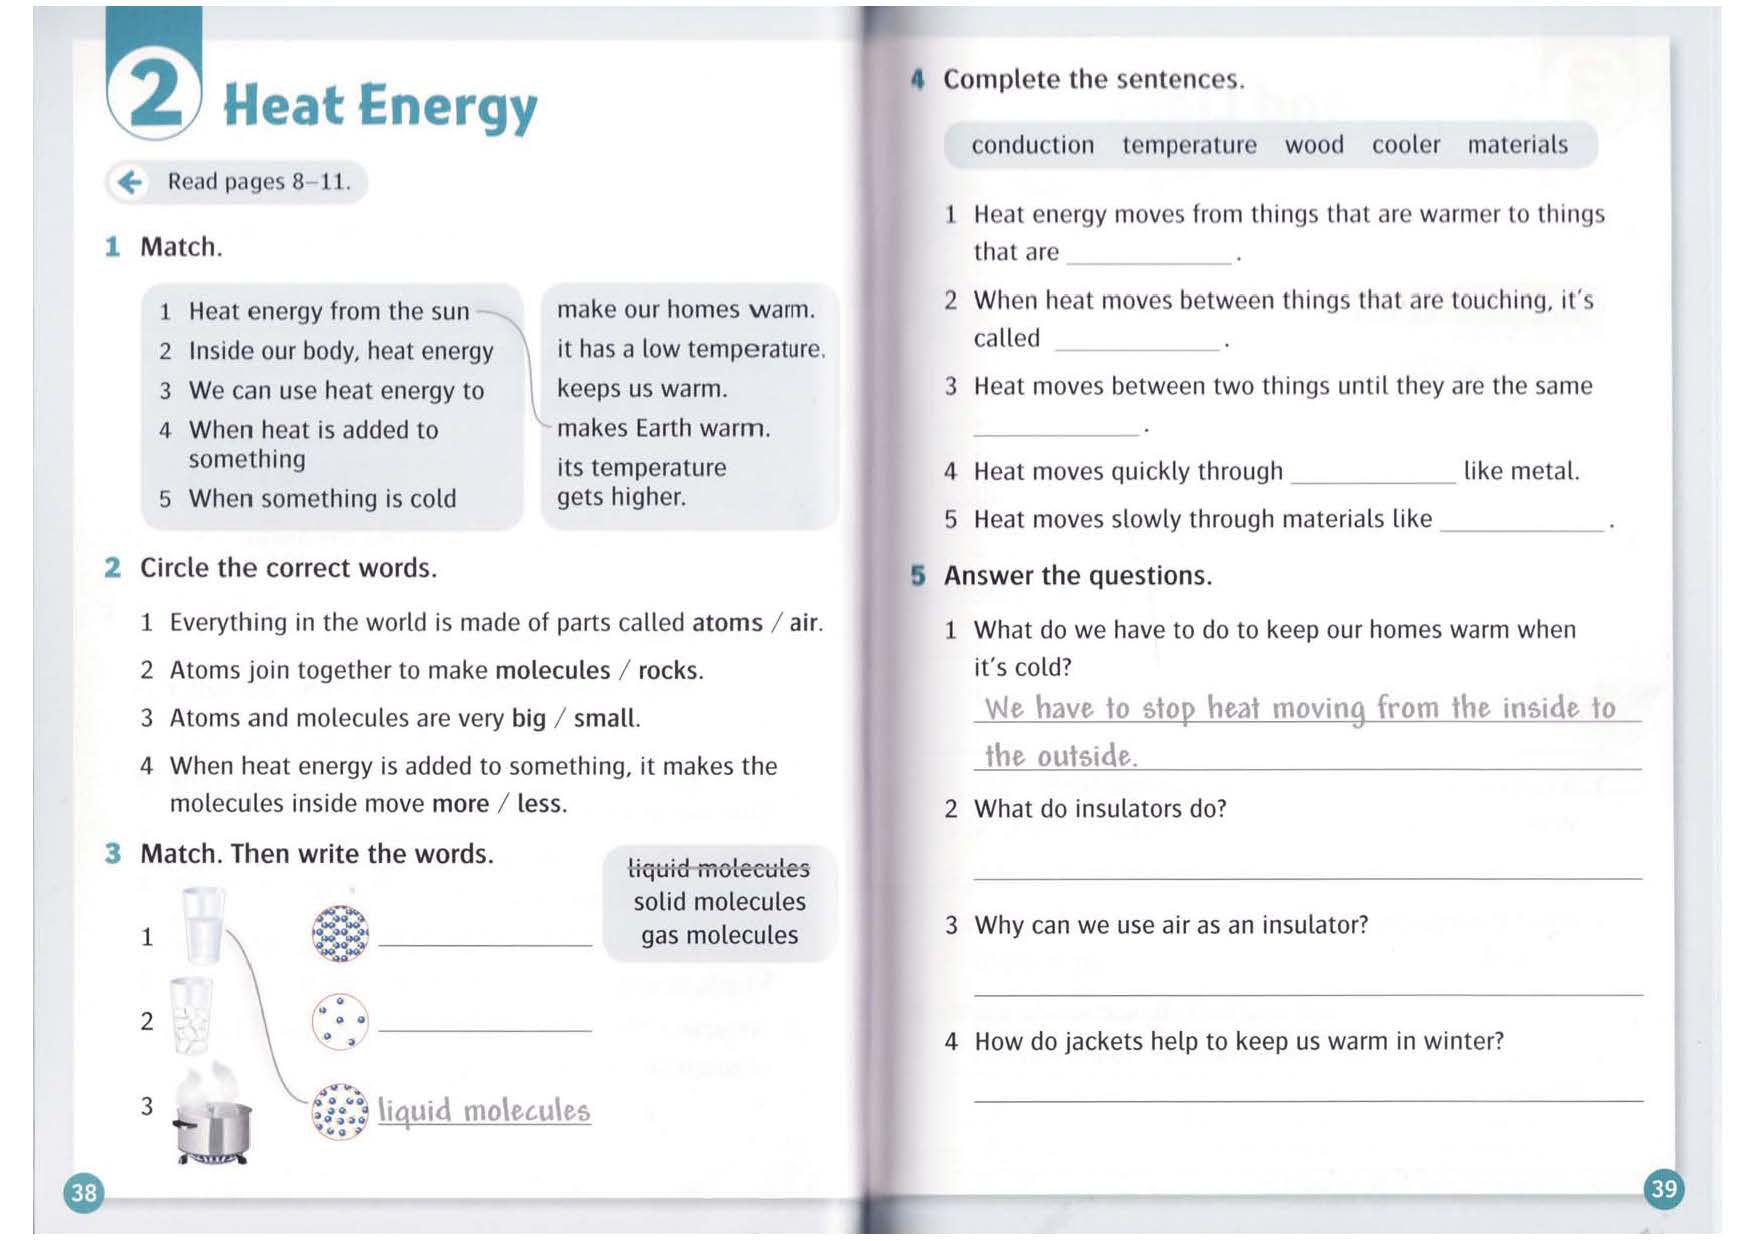 2 Heat Energy
Read pages 8–11.
1 Match.
1 Heat energy from the sun
2 Inside our body, heat energy
3 We can use heat energy to
4 When heat is added to
something
5 When something is cold
make our homes warm.
it has a low temperature.
keeps us warm.
makes Earth warm.
its temperature
gets higher.
2 Circle the correct words.
1 Everything in the world is made of parts called atoms / air.
2 Atoms join together to make molecules / rocks.
3 Atoms and molecules are very big / small.
4 When heat energy is added to something, it makes the
molecules inside move more / less.
3 Match. Then write the words.
liquid molecules
solid molecules
gas molecules
1
2
3
liquid molecules
38
4 Complete the sentences.
conduction temperature wood cooler materials
1 Heat energy moves from things that are warmer to things
that are ____________ .
2 When heat moves between things that are touching, it's
called ____________ .
3 Heat moves between two things until they are the same
____________ .
4 Heat moves quickly through ____________ like metal.
5 Heat moves slowly through materials like ____________ .
5 Answer the questions.
1 What do we have to do to keep our homes warm when
it's cold?
We have to stop heat moving from the inside to
the outside.
2 What do insulators do?
3 Why can we use air as an insulator?
4 How do jackets help to keep us warm in winter?
39